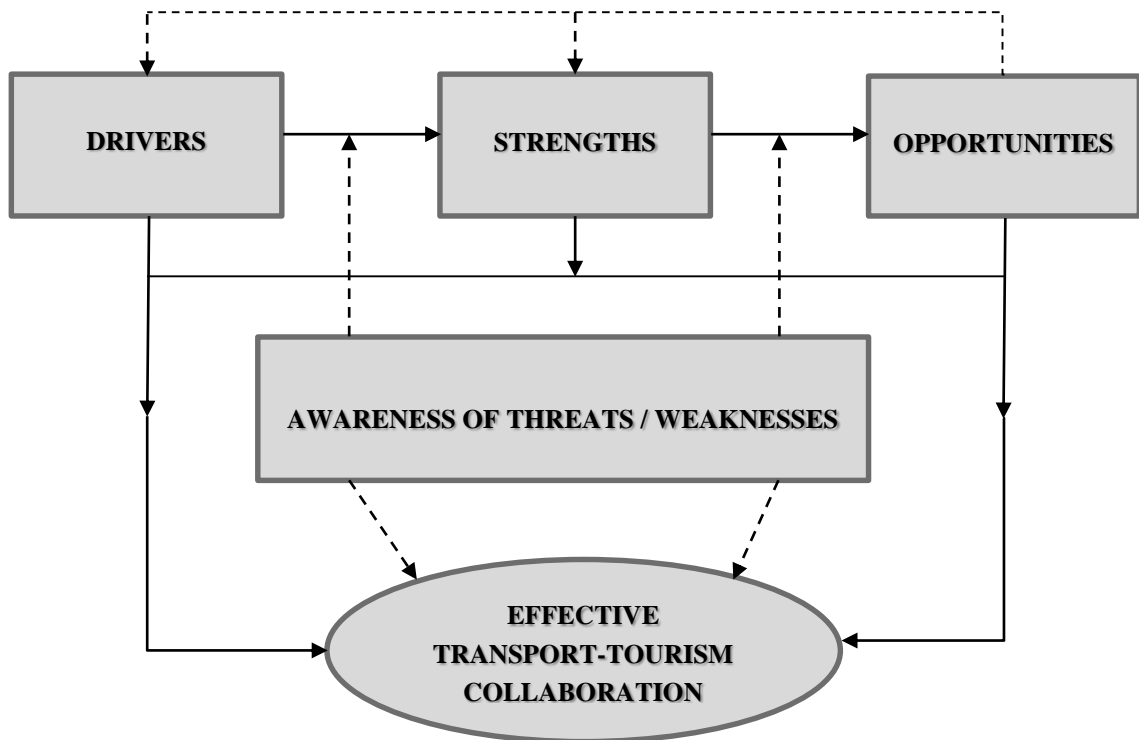 DRIVERS
STRENGTHS
OPPORTUNITIES
AWARENESS OF THREATS / WEAKNESSES
EFFECTIVE
TRANSPORT-TOURISM
COLLABORATION